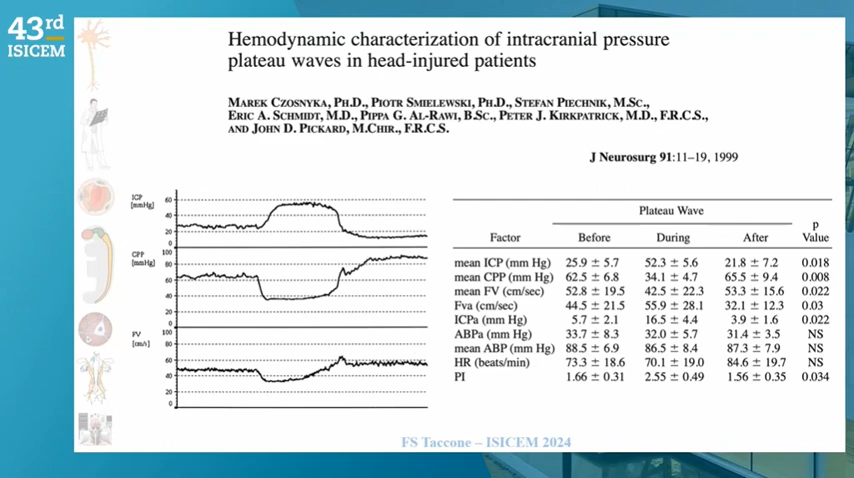 43rd
ISICEM
Hemodynamic characterization of intracranial pressure
plateau waves in head-injured patients
MAREK CZOSNYKA, PH.D., PIOTR SMIELEWSKI, PH.D., STEFAN PIECHNIK, M.SC.,
ERIC A. SCHMIDT, M.D., PIPPA G. AL-RAWI, B.SC., PETER J. KIRKPATRICK, M.D., F.R.C.S.,
AND JOHN D. PICKARD, M.CHIR., F.R.C.S.
J Neurosurg 91:11–19, 1999
ICP
[mmHg]
60
40
20
0
CPP
[mmHg]
100
80
60
40
20
0
FV
[cm/s]
100
80
60
40
20
0
Plateau Wave
Factor Before During After p Value
mean ICP (mm Hg) 25.9 ± 5.7 52.3 ± 5.6 21.8 ± 7.2 0.018
mean CPP (mm Hg) 62.5 ± 6.8 34.1 ± 4.7 65.5 ± 9.4 0.008
mean FV (cm/sec) 52.8 ± 19.5 42.5 ± 22.3 53.3 ± 15.6 0.022
Fva (cm/sec) 44.5 ± 21.5 55.9 ± 28.1 32.1 ± 12.3 0.03
ICPa (mm Hg) 5.7 ± 2.1 16.5 ± 4.4 3.9 ± 1.6 0.022
ABPa (mm Hg) 33.7 ± 8.3 32.0 ± 5.7 31.4 ± 3.5 NS
mean ABP (mm Hg) 88.5 ± 6.9 86.5 ± 8.4 87.3 ± 7.9 NS
HR (beats/min) 73.3 ± 18.6 70.1 ± 19.0 84.6 ± 19.7 NS
PI 1.66 ± 0.31 2.55 ± 0.49 1.56 ± 0.35 0.034
FS Taccone – ISICEM 2024